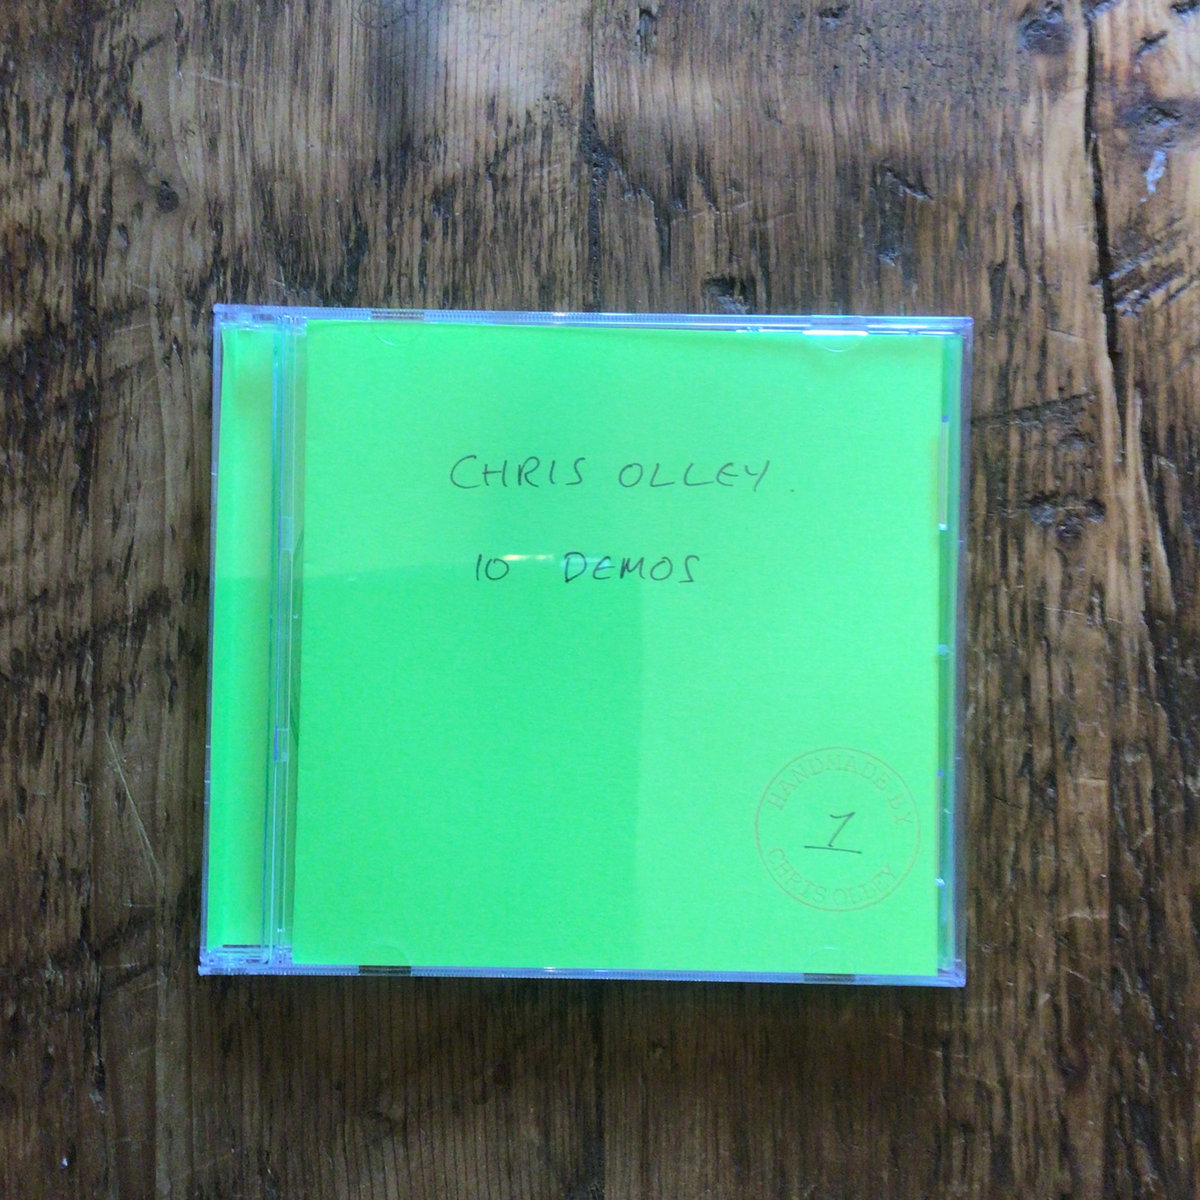 CHRIS OLLEY.
10 DEMOS
HANDMADE BY
1
CHRIS OLLEY